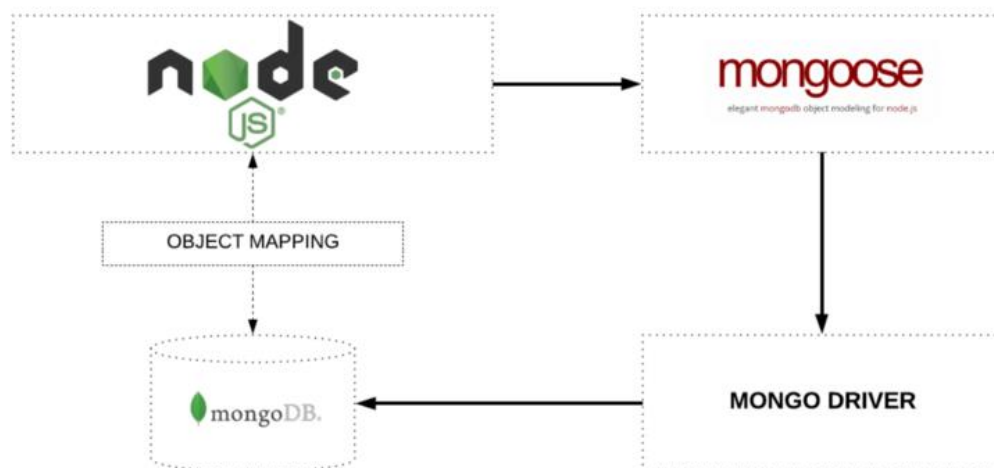 node
JS®
mongoose
elegant mongodb object modeling for node.js
OBJECT MAPPING
mongoDB.
MONGO DRIVER